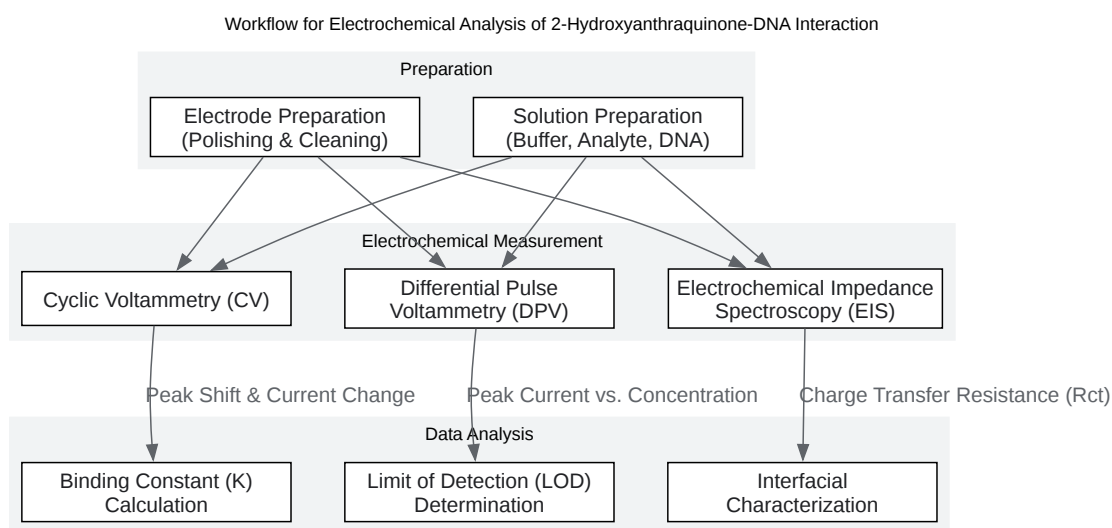 Workflow for Electrochemical Analysis of 2-Hydroxyanthraquinone-DNA Interaction
Preparation
Electrode Preparation
(Polishing & Cleaning)
Solution Preparation
(Buffer, Analyte, DNA)
Electrochemical Measurement
Cyclic Voltammetry (CV)
Differential Pulse
Voltammetry (DPV)
Electrochemical Impedance
Spectroscopy (EIS)
Peak Shift & Current Change
Peak Current vs. Concentration
Charge Transfer Resistance (Rct)
Data Analysis
Binding Constant (K)
Calculation
Limit of Detection (LOD)
Determination
Interfacial
Characterization